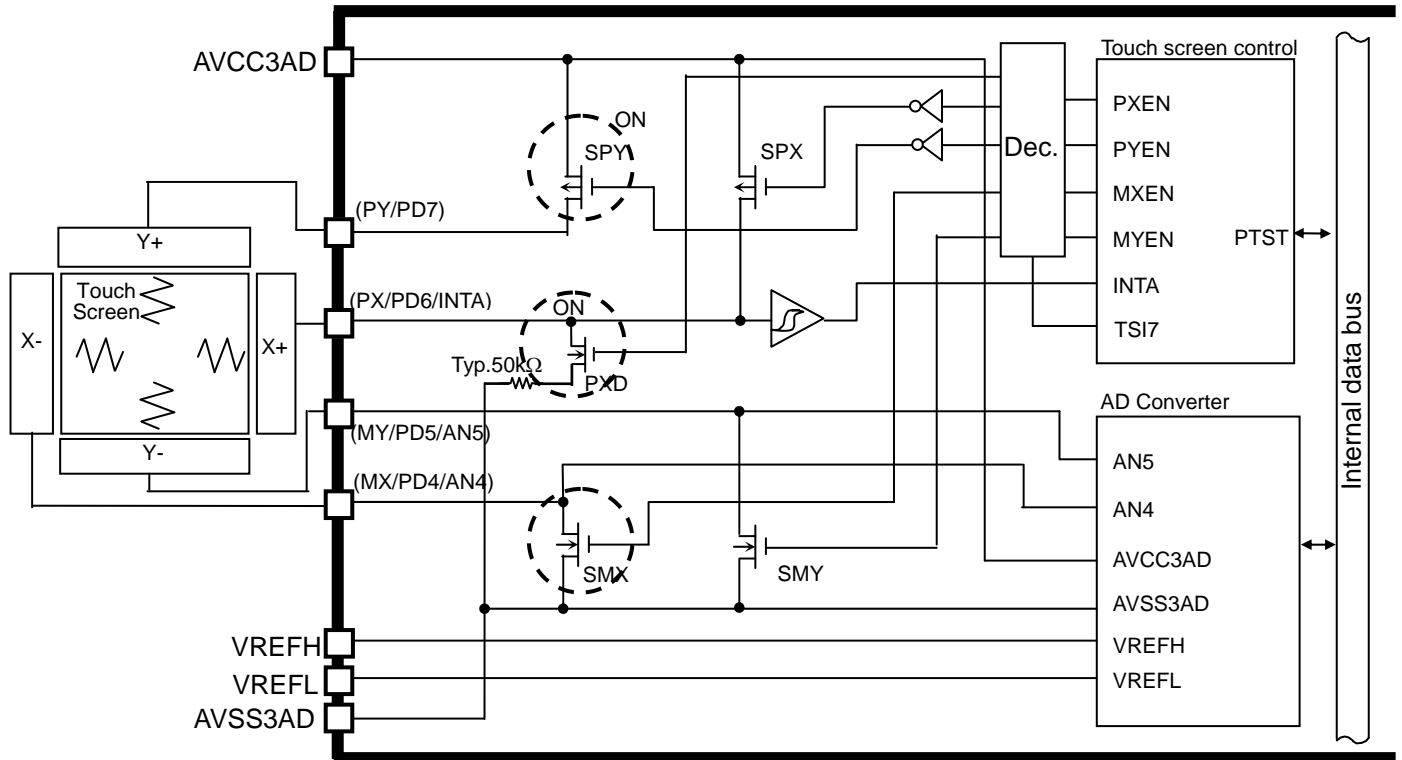 AVCC3AD
Touch screen control
ON
SPY
SPX
Dec.
PXEN
PYEN
MXEN
MYEN
PTST
INTA
TSI7
(PY/PD7)
Y+
Touch
Screen
X-
X+
Y-
(PX/PD6/INTA)
ON
Typ.50kΩ
PXD
(MY/PD5/AN5)
(MX/PD4/AN4)
SMX
SMY
AD Converter
AN5
AN4
AVCC3AD
AVSS3AD
VREFH
VREFL
Internal data bus
VREFH
VREFL
AVSS3AD